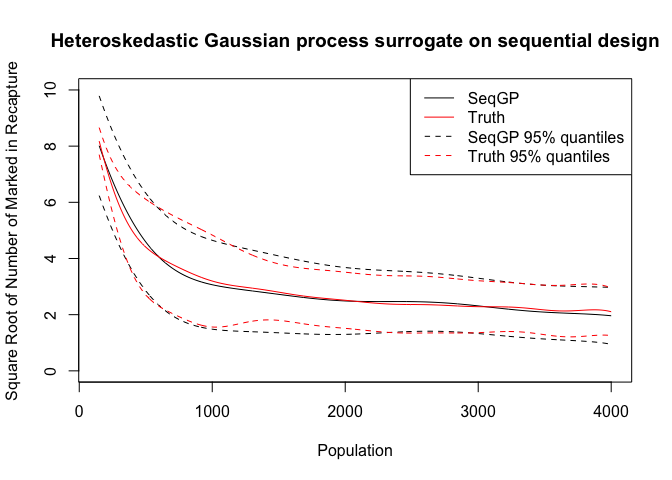 Heteroskedastic Gaussian process surrogate on sequential design
Square Root of Number of Marked in Recapture
10
8
6
4
2
0
SeqGP
Truth
SeqGP 95% quantiles
Truth 95% quantiles
0 1000 2000 3000 4000
Population